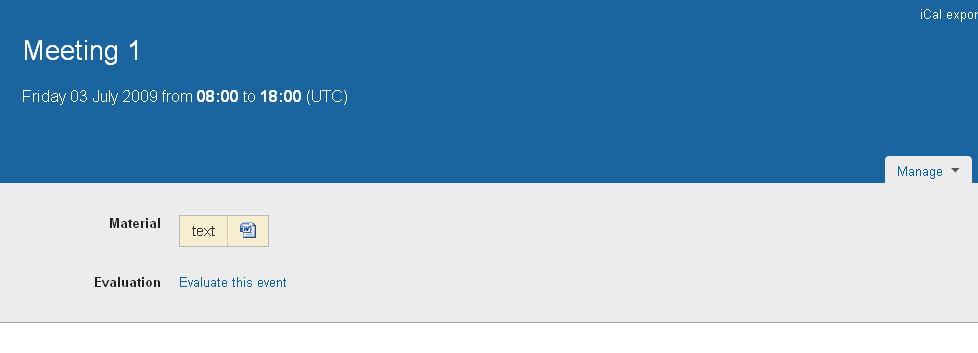 iCal expor
Meeting 1
Friday 03 July 2009 from 08:00 to 18:00 (UTC)
Manage
Material text
Evaluation Evaluate this event